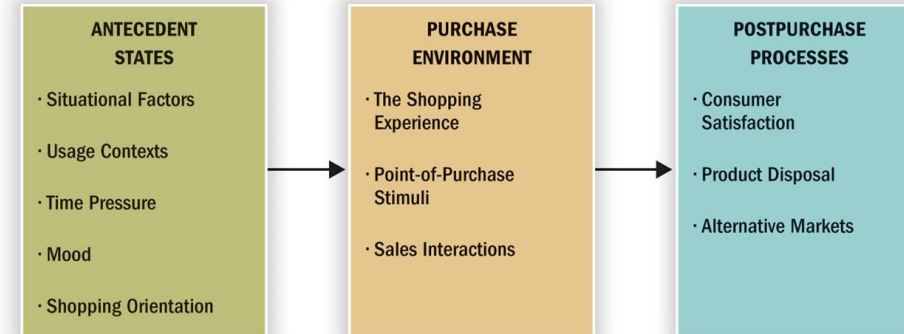 ANTECEDENT
STATES
· Situational Factors
· Usage Contexts
· Time Pressure
· Mood
· Shopping Orientation
PURCHASE
ENVIRONMENT
· The Shopping
Experience
· Point-of-Purchase
Stimuli
· Sales Interactions
POSTPURCHASE
PROCESSES
· Consumer
Satisfaction
· Product Disposal
· Alternative Markets